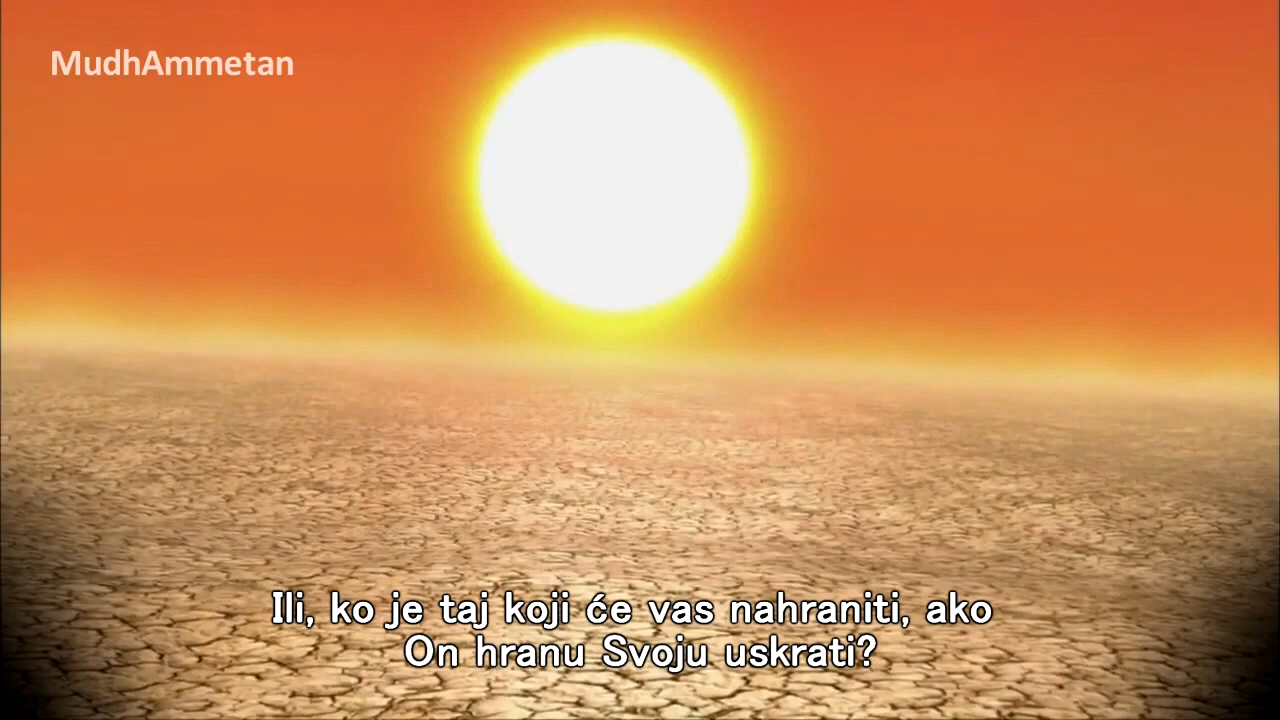 MudhAmmetan
Ili, ko je taj koji će vas nahraniti, ako
On hranu Svoju uskrati?